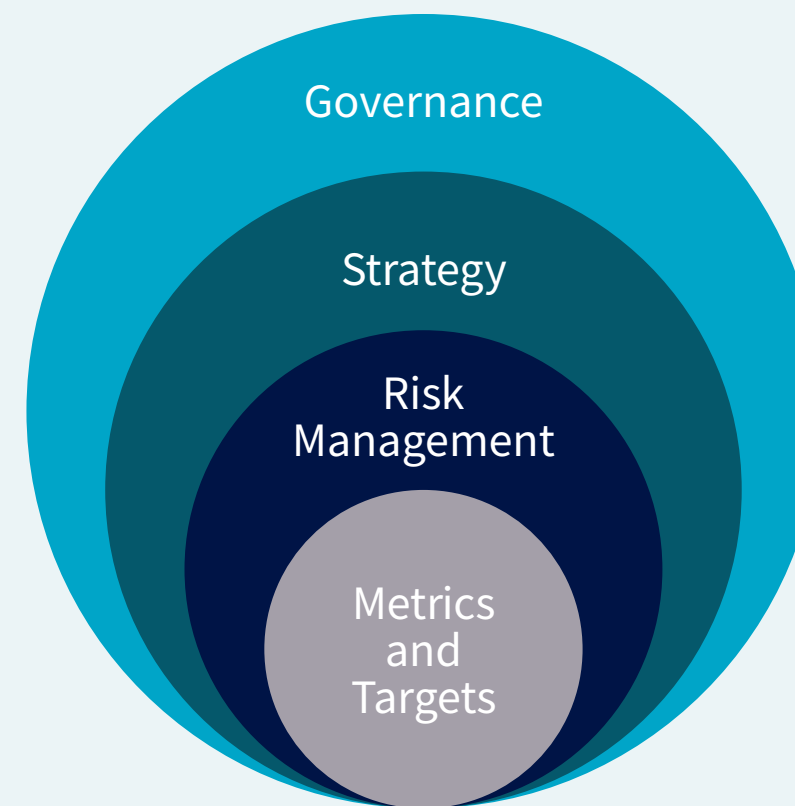 Governance
Strategy
Risk
Management
Metrics
and
Targets